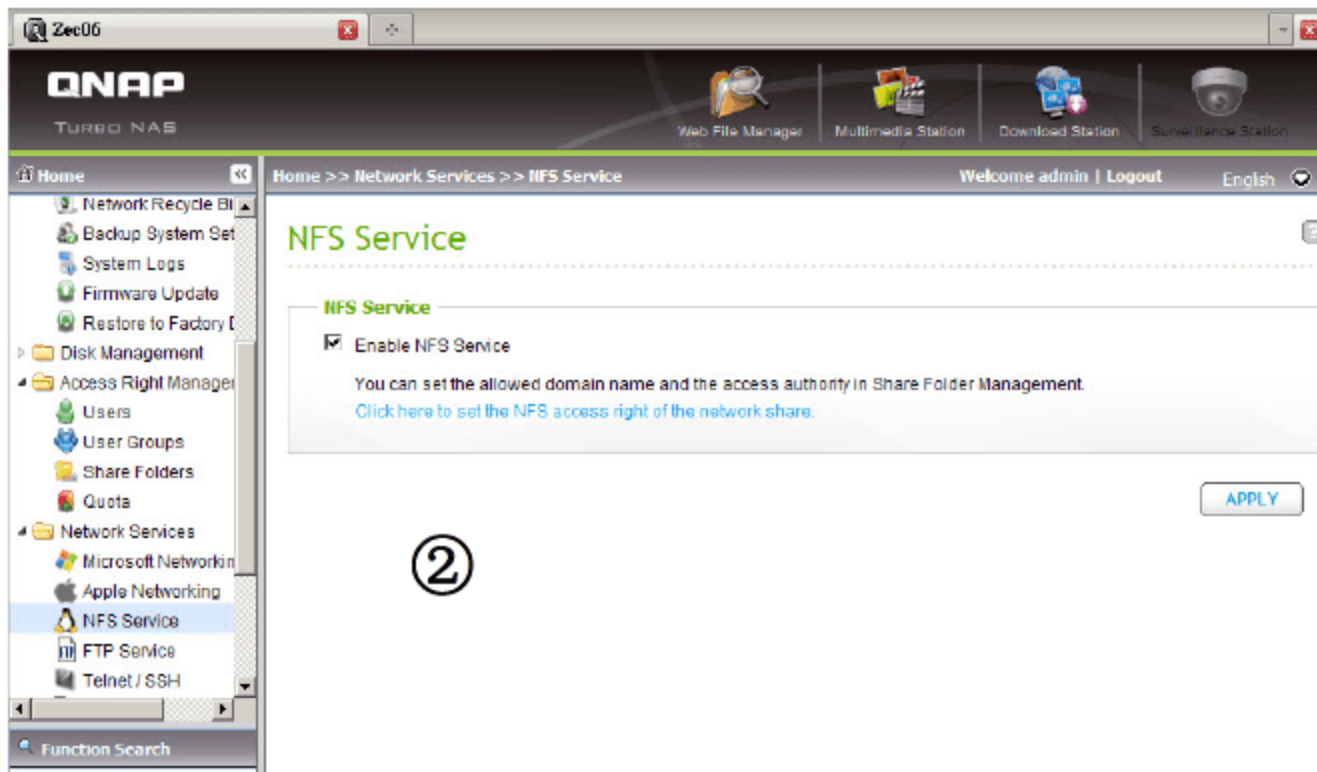 Zec06
QNAP
TURBO NAS
Web File Manager
Multimedia Station
Download Station
Surveillance Station
Home
Home >> Network Services >> NFS Service
Welcome admin | Logout
English
Network Recycle Bi
Backup System Set
System Logs
Firmware Update
Restore to Factory D
Disk Management
Access Right Manager
Users
User Groups
Share Folders
Quota
Network Services
Microsoft Networkin
Apple Networking
NFS Service
FTP Service
Telnet / SSH
Function Search
NFS Service
NFS Service
Enable NFS Service
You can set the allowed domain name and the access authority in Share Folder Management.
Click here to set the NFS access right of the network share.
APPLY
②